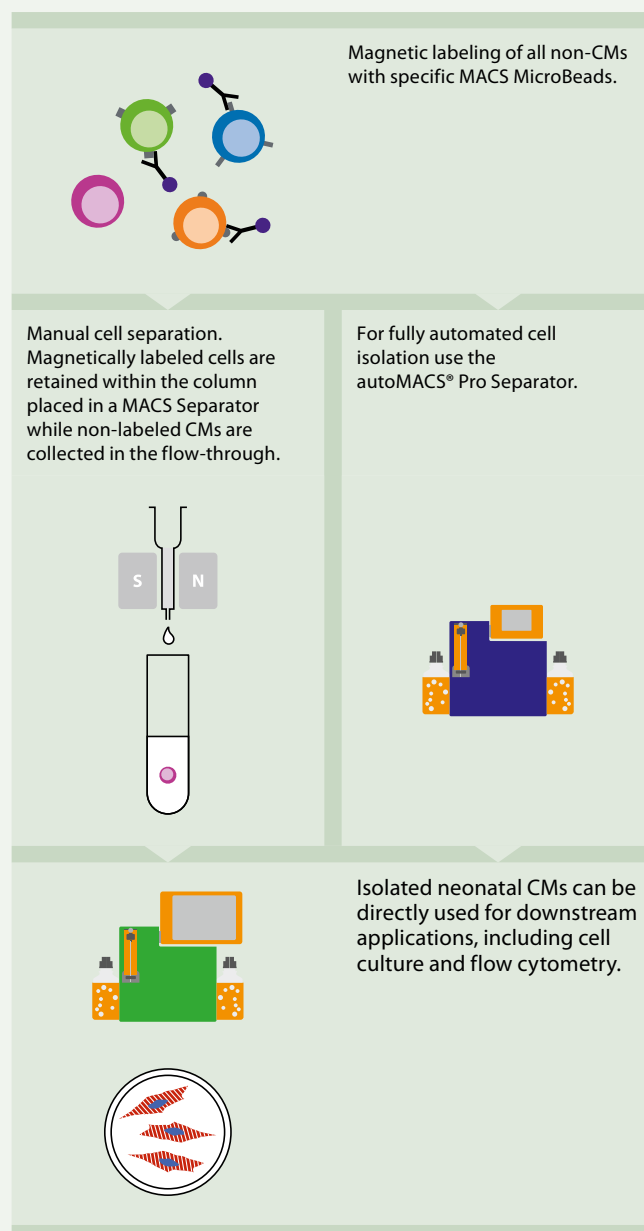 Magnetic labeling of all non-CMs
with specific MACS MicroBeads.
Manual cell separation.
Magnetically labeled cells are
retained within the column
placed in a MACS Separator
while non-labeled CMs are
collected in the flow-through.
For fully automated cell
isolation use the
autoMACS® Pro Separator.
S
N
Isolated neonatal CMs can be
directly used for downstream
applications, including cell
culture and flow cytometry.